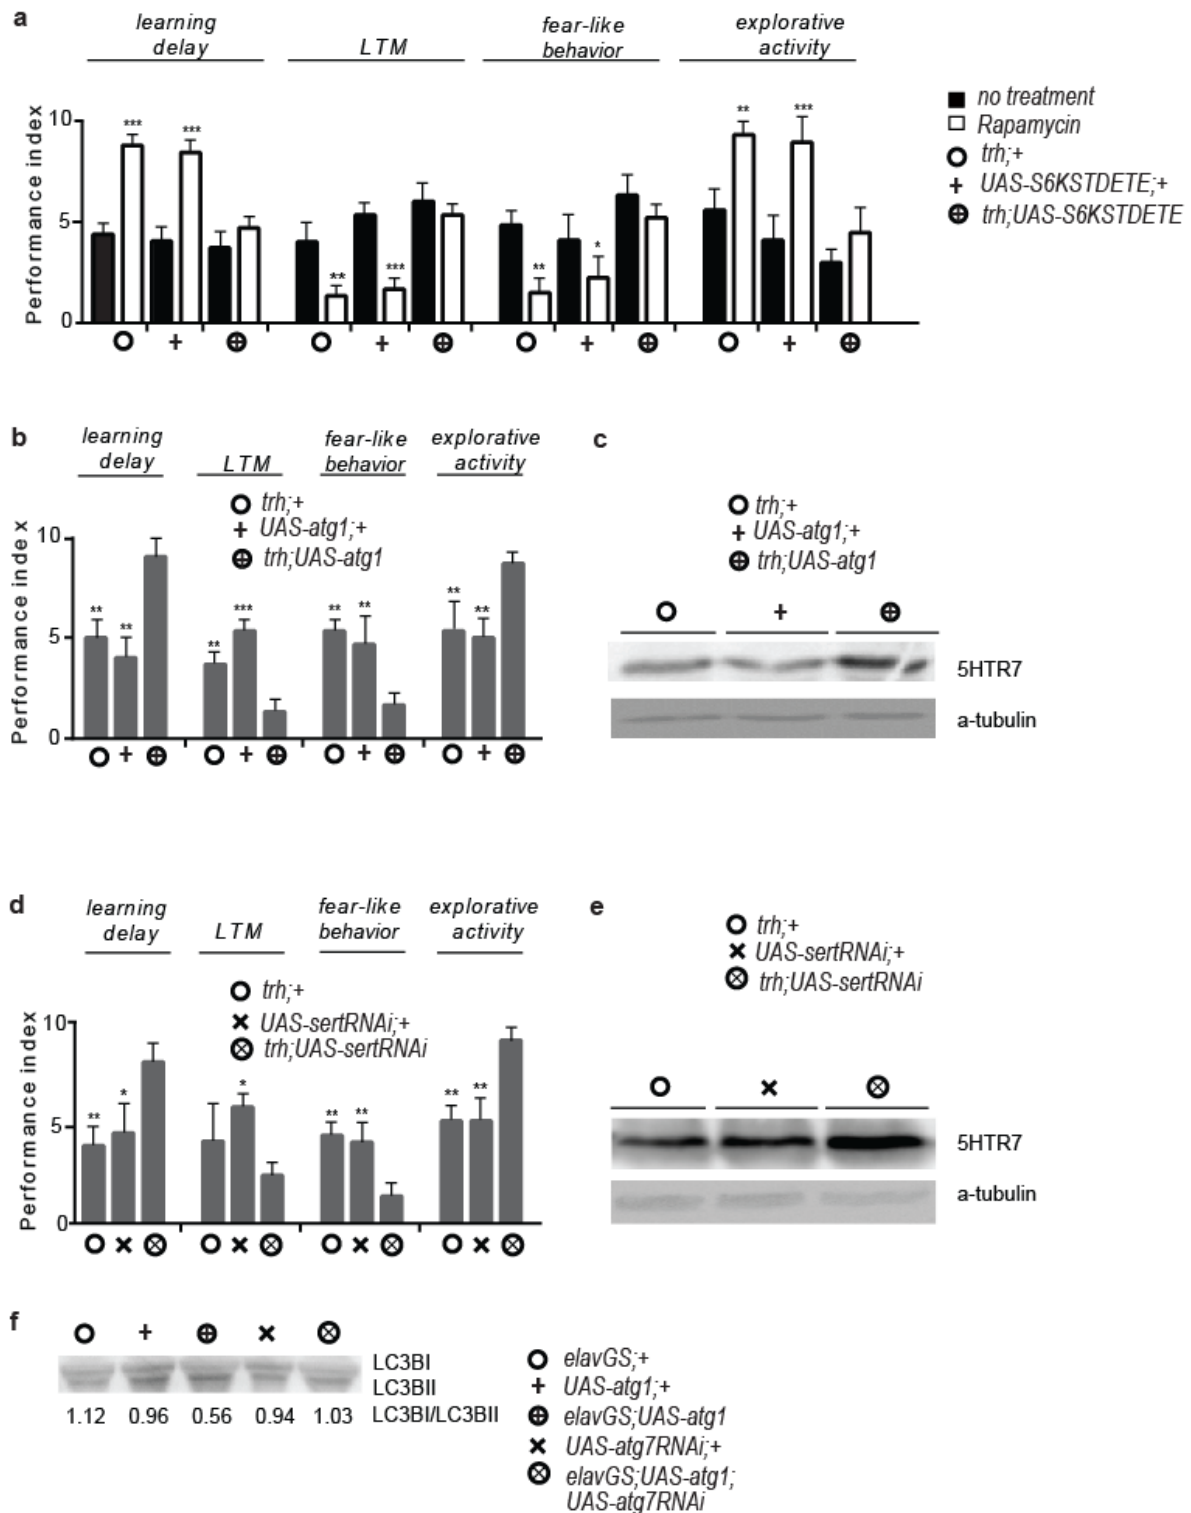 a
learning
delay
LTM
fear-like
behavior
explorative
activity
Performance index
10
5
0
*** *** ** *** ** * ** ***
no treatment
Rapamycin
trh;+
+ UAS-S6KSTDETE;+
trh;UAS-S6KSTDETE
+ + + +
b
learning
delay
LTM
fear-like
behavior
explorative
activity
trh;+
+ UAS-atg1;+
trh;UAS-atg1
Performance index
10
5
0
** ** ** *** ** ** ** **
+ + + +
c
trh;+
+ UAS-atg1;+
trh;UAS-atg1
+
5HTR7
a-tubulin
d
learning
delay
LTM
fear-like
behavior
explorative
activity
trh;+
UAS-sertRNAi;+
trh;UAS-sertRNAi
Performance index
10
5
0
** * * ** ** ** **
e
trh;+
UAS-sertRNAi;+
trh;UAS-sertRNAi
5HTR7
a-tubulin
f
+
LC3BI
LC3BII
1.12 0.96 0.56 0.94 1.03 LC3BI/LC3BII
elavGS;+
+ UAS-atg1;+
elavGS;UAS-atg1
UAS-atg7RNAi;+
elavGS;UAS-atg1;
UAS-atg7RNAi